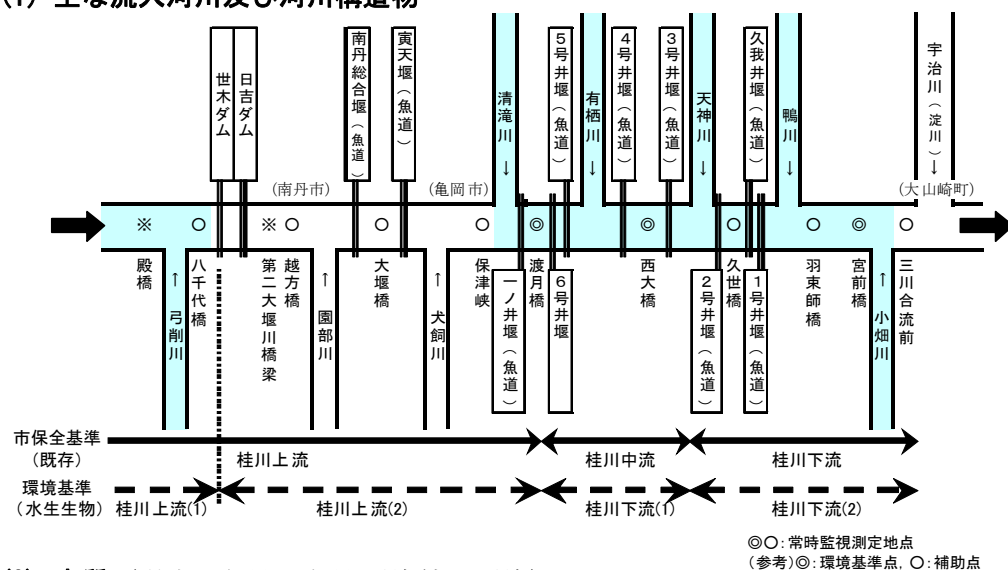 (1) 主な流入河川及び河川構造物
世木ダム
日吉ダム
南丹総合堰（魚道）
寅天堰（魚道）
清滝川↓
５号井堰（魚道）
有栖川↓
４号井堰（魚道）
３号井堰（魚道）
天神川↓
久我井堰（魚道）
鴨川↓
宇治川（淀川）↓
(南丹市)
(亀岡市)
(大山崎町)
※
○
※
○
○
○
◎
◎
○
○
◎
○
殿橋
↑弓削川
八千代橋
第二大堰川橋梁
越方橋
↑園部川
大堰橋
↑犬飼川
保津峡
一ノ井堰（魚道）
渡月橋
６号井堰
西大橋
２号井堰（魚道）
久世橋
１号井堰（魚道）
羽束師橋
宮前橋
↑小畑川
三川合流前
市保全基準
(既存)
桂川上流
桂川中流
桂川下流
環境基準
(水生生物)
桂川上流(1)
桂川上流(2)
桂川下流(1)
桂川下流(2)
◎○：常時監視測定地点
(参考)◎：環境基準点，○：補助点